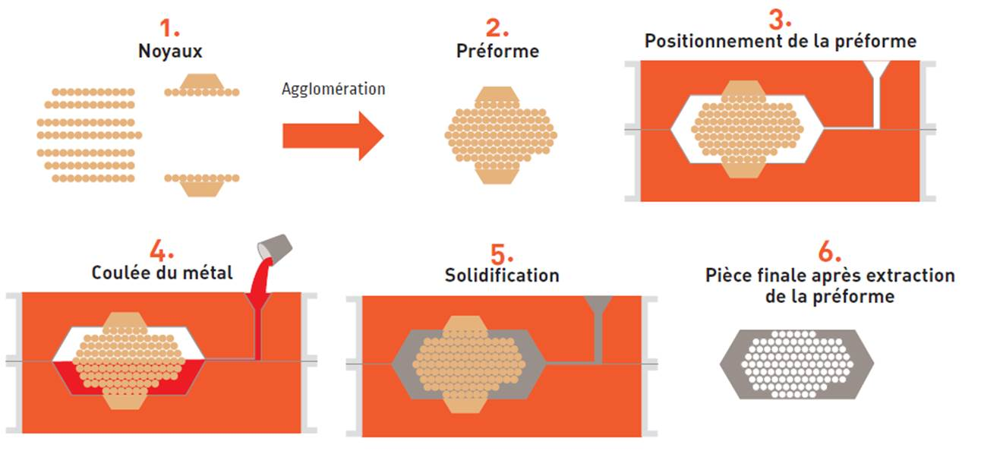 1.
Noyaux
Agglomération
2.
Préforme
3.
Positionnement de la préforme
4.
Coulée du métal
5.
Solidification
6.
Pièce finale après extraction
de la préforme